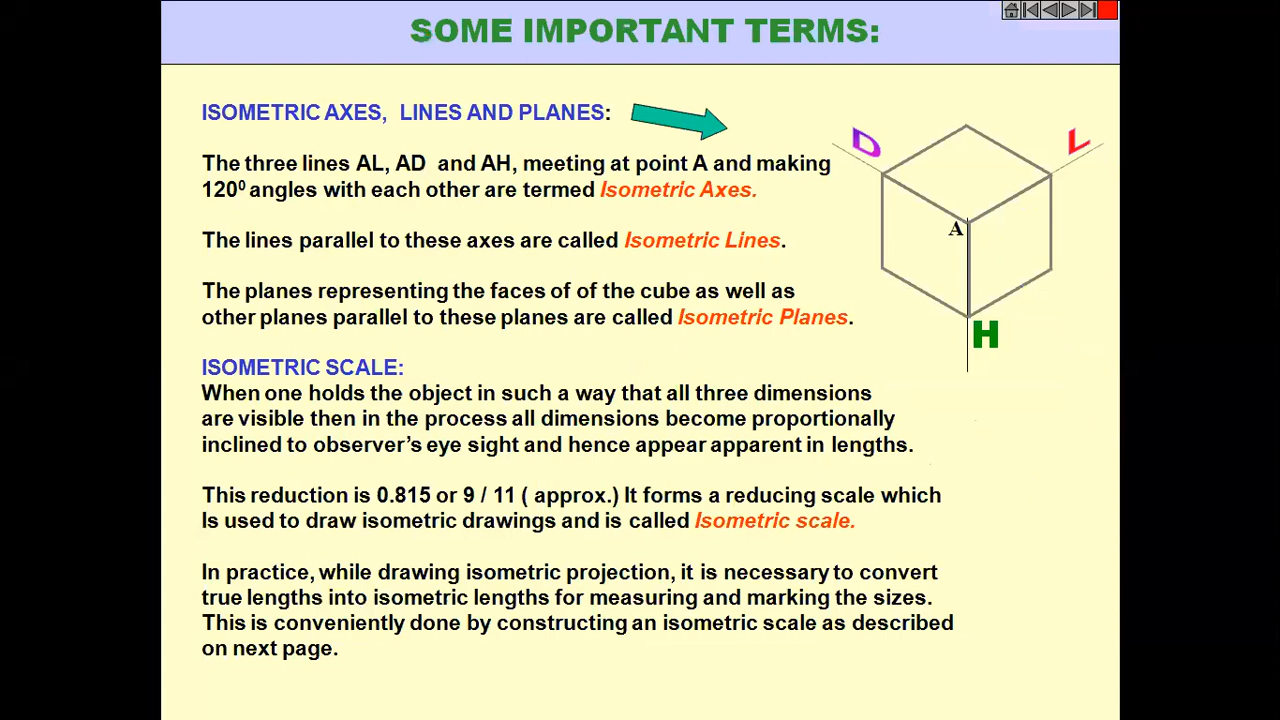 SOME IMPORTANT TERMS:
ISOMETRIC AXES, LINES AND PLANES:
The three lines AL, AD and AH, meeting at point A and making
120⁰ angles with each other are termed Isometric Axes.
The lines parallel to these axes are called Isometric Lines.
The planes representing the faces of of the cube as well as
other planes parallel to these planes are called Isometric Planes.
D
L
A
H
ISOMETRIC SCALE:
When one holds the object in such a way that all three dimensions
are visible then in the process all dimensions become proportionally
inclined to observer’s eye sight and hence appear apparent in lengths.
This reduction is 0.815 or 9 / 11 ( approx.) It forms a reducing scale which
Is used to draw isometric drawings and is called Isometric scale.
In practice, while drawing isometric projection, it is necessary to convert
true lengths into isometric lengths for measuring and marking the sizes.
This is conveniently done by constructing an isometric scale as described
on next page.